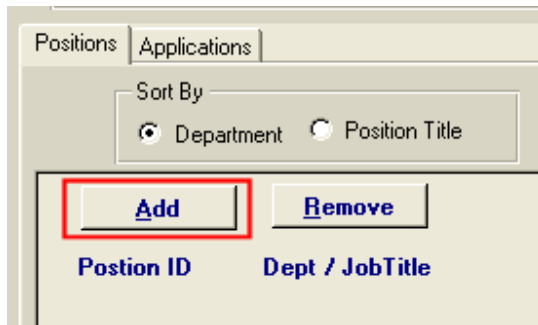 Positions Applications
Sort By
Department Position Title
Add Remove
Postion ID Dept / JobTitle